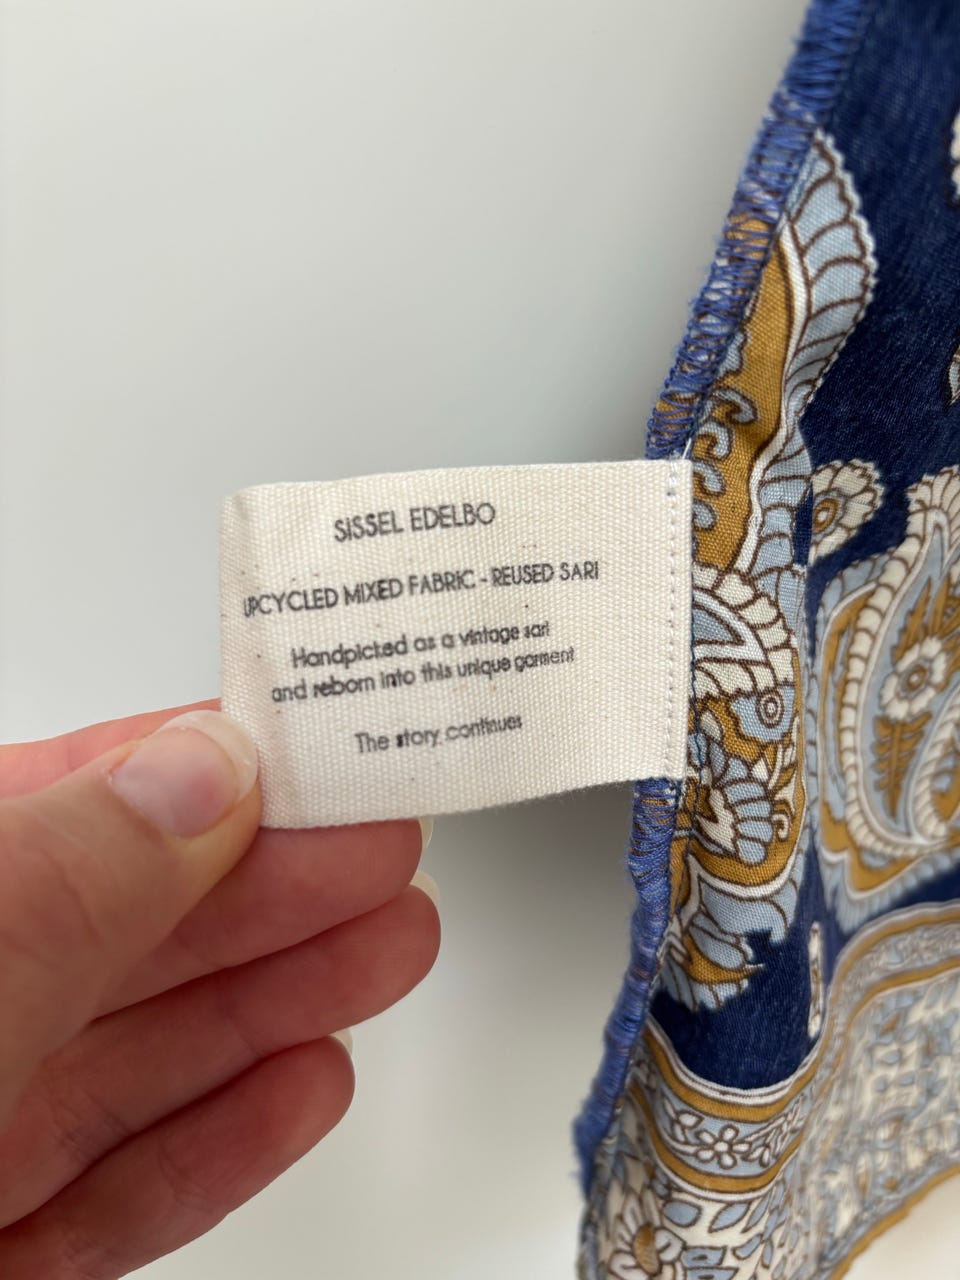 SISSEL EDELBO
UPCYCLED MIXED FABRIC - REUSED SARI
Handpicked as a vintage sari
and reborn into this unique garment
The story continues